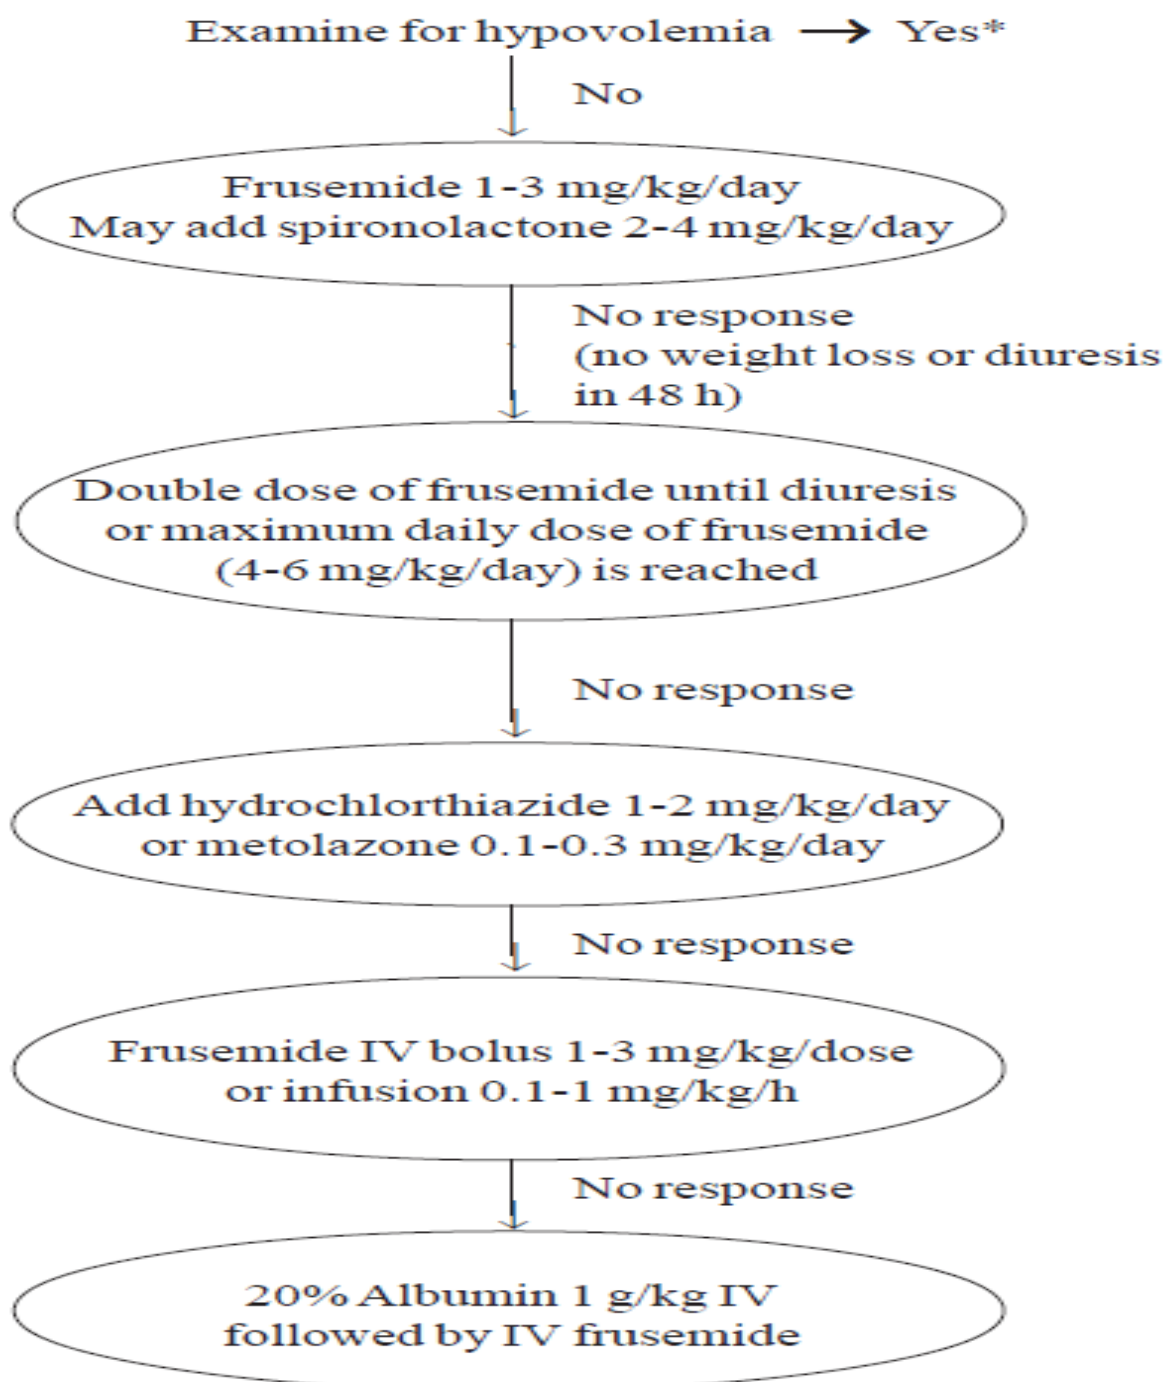 Examine for hypovolemia → Yes*
No
Frusemide 1-3 mg/kg/day
May add spironolactone 2-4 mg/kg/day
No response
(no weight loss or diuresis
in 48 h)
Double dose of frusemide until diuresis
or maximum daily dose of frusemide
(4-6 mg/kg/day) is reached
No response
Add hydrochlorthiazide 1-2 mg/kg/day
or metolazone 0.1-0.3 mg/kg/day
No response
Frusemide IV bolus 1-3 mg/kg/dose
or infusion 0.1-1 mg/kg/h
No response
20% Albumin 1 g/kg IV
followed by IV frusemide